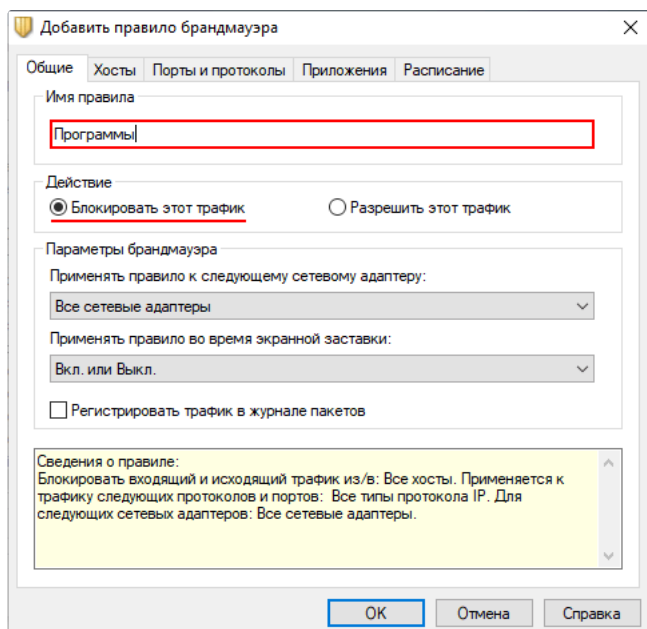 Добавить правило брандмауэра
Общие Хосты Порты и протоколы Приложения Расписание
Имя правила
Программы
Действие
Блокировать этот трафик Разрешить этот трафик
Параметры брандмауэра
Применять правило к следующему сетевому адаптеру:
Все сетевые адаптеры
Применять правило во время экранной заставки:
Вкл. или Выкл.
Регистрировать трафик в журнале пакетов
Сведения о правиле:
Блокировать входящий и исходящий трафик из/в: Все хосты. Применяется к
трафику следующих протоколов и портов: Все типы протокола IP. Для
следующих сетевых адаптеров: Все сетевые адаптеры.
OK Отмена Справка